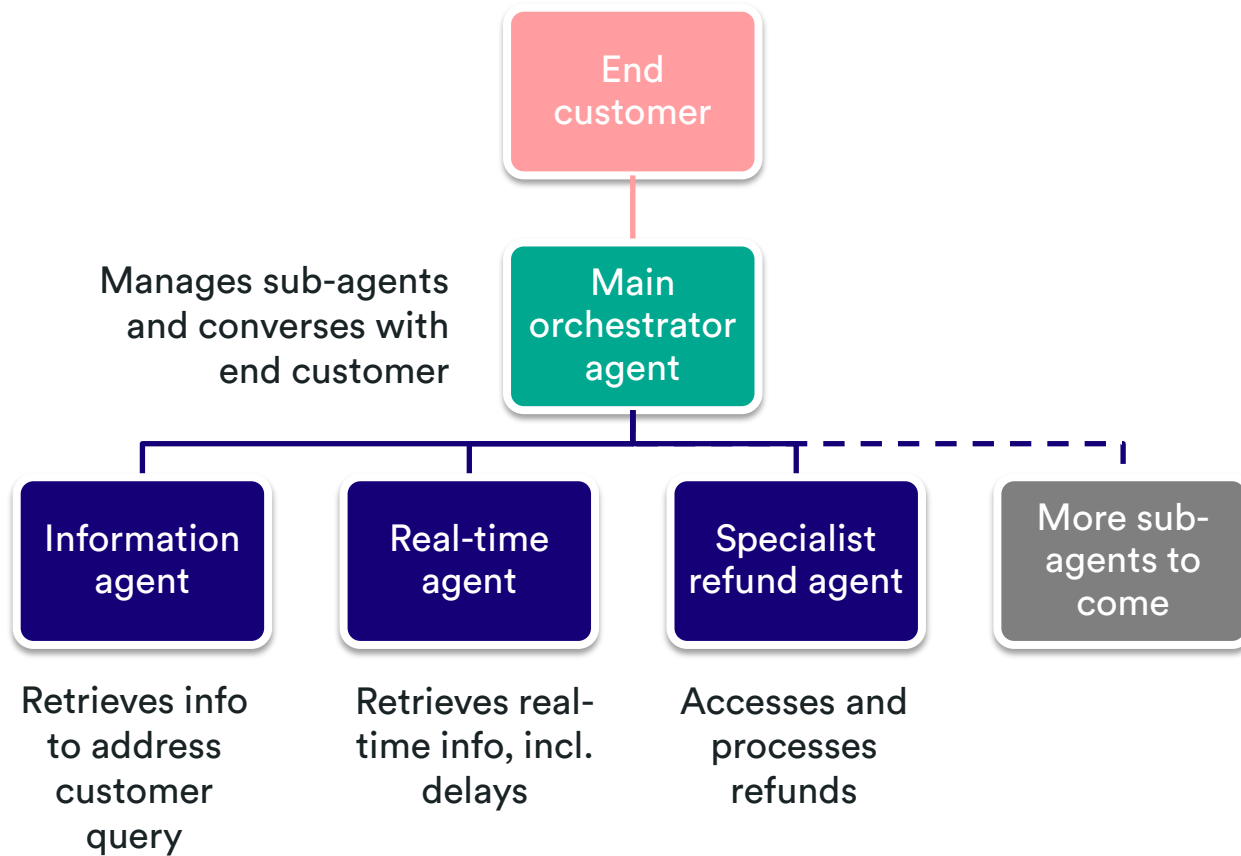 End
customer
Manages sub-agents
and converses with
end customer
Main
orchestrator
agent
Information
agent
Real-time
agent
Specialist
refund agent
More sub-
agents to
come
Retrieves info
to address
customer
query
Retrieves real-
time info, incl.
delays
Accesses and
processes
refunds